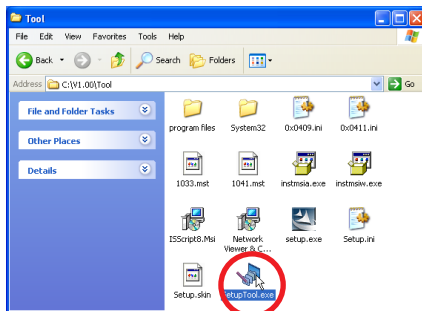 Tool
File Edit View Favorites Tools Help
Back Search Folders
Address C:\V1.00\Tool Go
File and Folder Tasks
Other Places
Details
program files System32 0x0409.ini 0x0411.ini
1033.mst 1041.mst instmsia.exe instmsiw.exe
ISScript8.Msi Network Viewer & C... setup.exe Setup.ini
Setup.skin SetupTool.exe